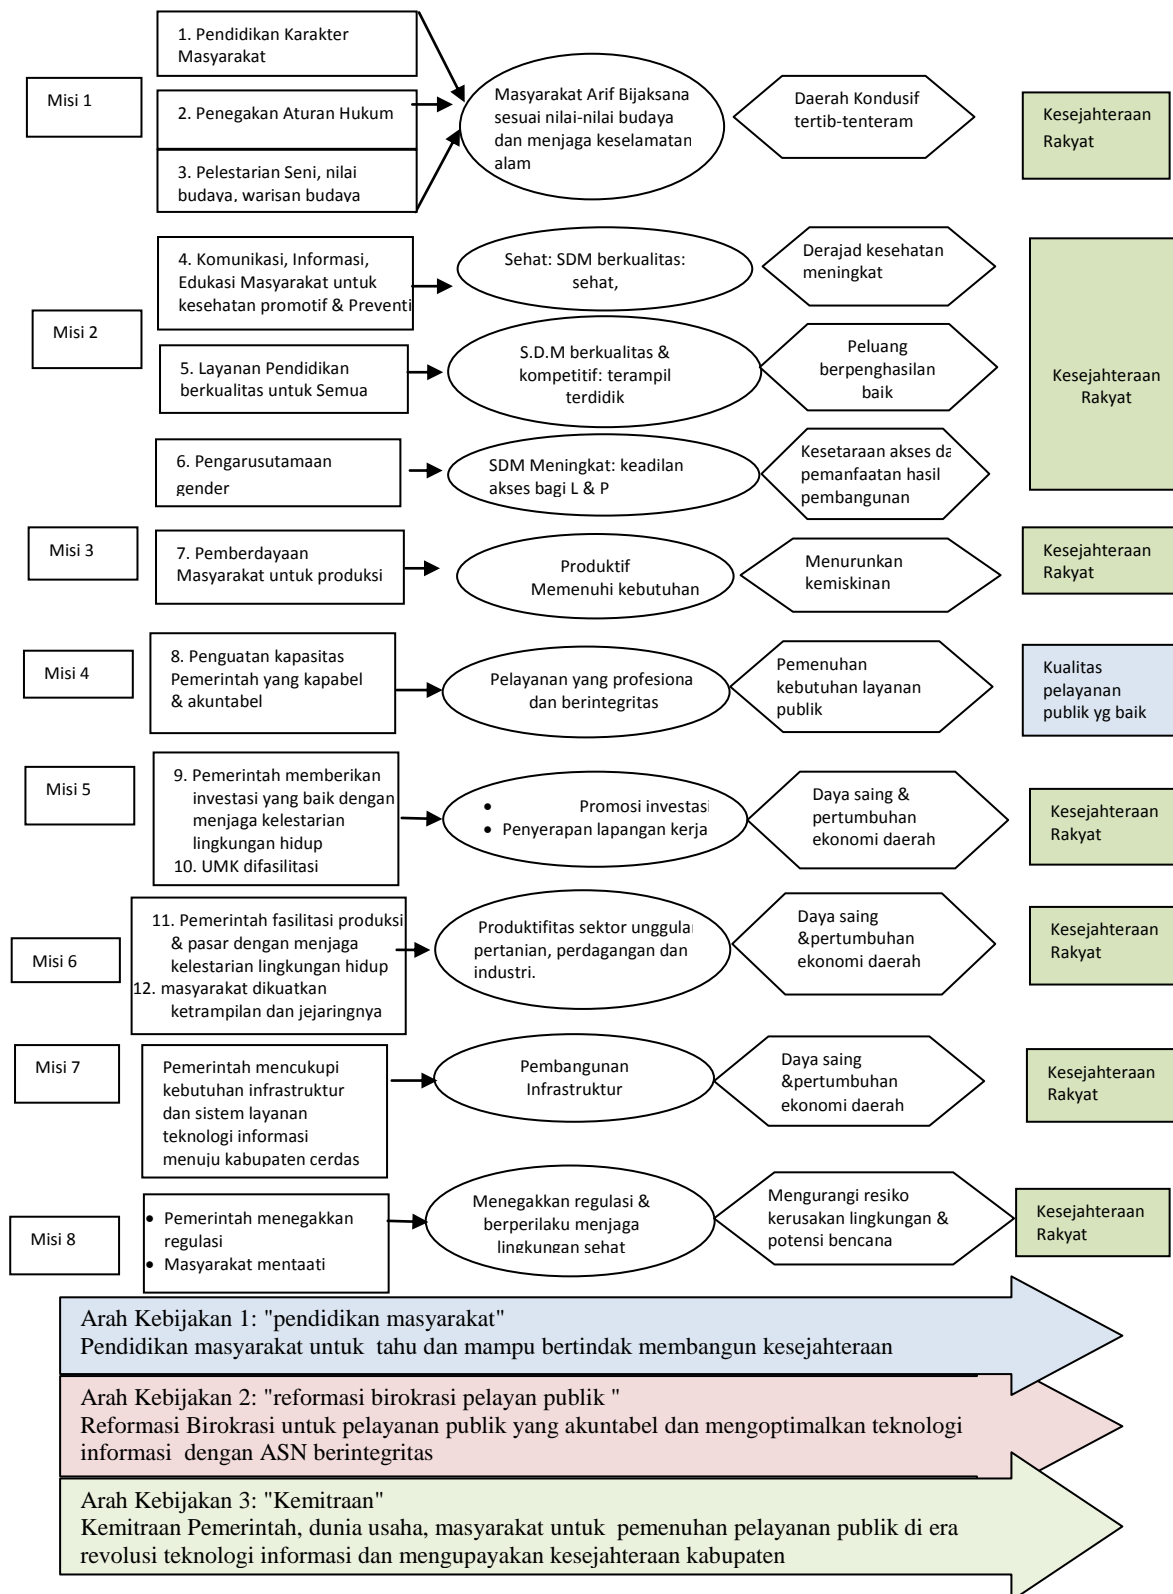 Misi 1
1. Pendidikan Karakter
Masyarakat
2. Penegakan Aturan Hukum
3. Pelestarian Seni, nilai
budaya, warisan budaya
Masyarakat Arif Bijaksana
sesuai nilai-nilai budaya
dan menjaga keselamatan
alam
Daerah Kondusif
tertib-tenteram
Kesejahteraan
Rakyat
Misi 2
4. Komunikasi, Informasi,
Edukasi Masyarakat untuk
kesehatan promotif & Preventi
Sehat: SDM berkualitas:
sehat,
Derajad kesehatan
meningkat
5. Layanan Pendidikan
berkualitas untuk Semua
S.D.M berkualitas &
kompetitif: terampil
terdidik
Peluang
berpenghasilan
baik
6. Pengarusutamaan
gender
SDM Meningkat: keadilan
akses bagi L & P
Kesetaraan akses da
pemanfaatan hasil
pembangunan
Kesejahteraan
Rakyat
Misi 3
7. Pemberdayaan
Masyarakat untuk produksi
Produktif
Memenuhi kebutuhan
Menurunkan
kemiskinan
Kesejahteraan
Rakyat
Misi 4
8. Penguatan kapasitas
Pemerintah yang kapabel
& akuntabel
Pelayanan yang profesiona
dan berintegritas
Pemenuhan
kebutuhan layanan
publik
Kualitas
pelayanan
publik yg baik
Misi 5
9. Pemerintah memberikan
investasi yang baik dengan
menjaga kelestarian
lingkungan hidup
10. UMK difasilitasi
• Promosi investasi
• Penyerapan lapangan kerja
Daya saing &
pertumbuhan
ekonomi daerah
Kesejahteraan
Rakyat
Misi 6
11. Pemerintah fasilitasi produksi
& pasar dengan menjaga
kelestarian lingkungan hidup
12. masyarakat dikuatkan
ketrampilan dan jejaringnya
Produktifitas sektor unggula
pertanian, perdagangan dan
industri.
Daya saing
&pertumbuhan
ekonomi daerah
Kesejahteraan
Rakyat
Misi 7
Pemerintah mencukupi
kebutuhan infrastruktur
dan sistem layanan
teknologi informasi
menuju kabupaten cerdas
Pembangunan
Infrastruktur
Daya saing
&pertumbuhan
ekonomi daerah
Kesejahteraan
Rakyat
Misi 8
• Pemerintah menegakkan
regulasi
• Masyarakat mentaati
Menegakkan regulasi &
berperilaku menjaga
lingkungan sehat
Mengurangi resiko
kerusakan lingkungan &
potensi bencana
Kesejahteraan
Rakyat
Arah Kebijakan 1: "pendidikan masyarakat"
Pendidikan masyarakat untuk tahu dan mampu bertindak membangun kesejahteraan
Arah Kebijakan 2: "reformasi birokrasi pelayan publik "
Reformasi Birokrasi untuk pelayanan publik yang akuntabel dan mengoptimalkan teknologi
informasi dengan ASN berintegritas
Arah Kebijakan 3: "Kemitraan"
Kemitraan Pemerintah, dunia usaha, masyarakat untuk pemenuhan pelayanan publik di era
revolusi teknologi informasi dan mengupayakan kesejahteraan kabupaten